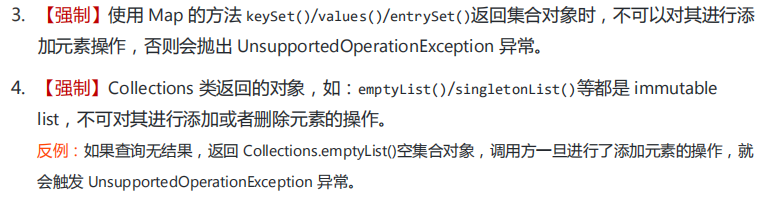 3. 【强制】使用 Map 的方法 keySet()/values()/entrySet()返回集合对象时，不可以对其进行添
加元素操作，否则会抛出 UnsupportedOperationException 异常。
4. 【强制】Collections 类返回的对象，如：emptyList()/singletonList()等都是 immutable
list，不可对其进行添加或者删除元素的操作。
反例：如果查询无结果，返回 Collections.emptyList()空集合对象，调用方一旦进行了添加元素的操作，就
会触发 UnsupportedOperationException 异常。